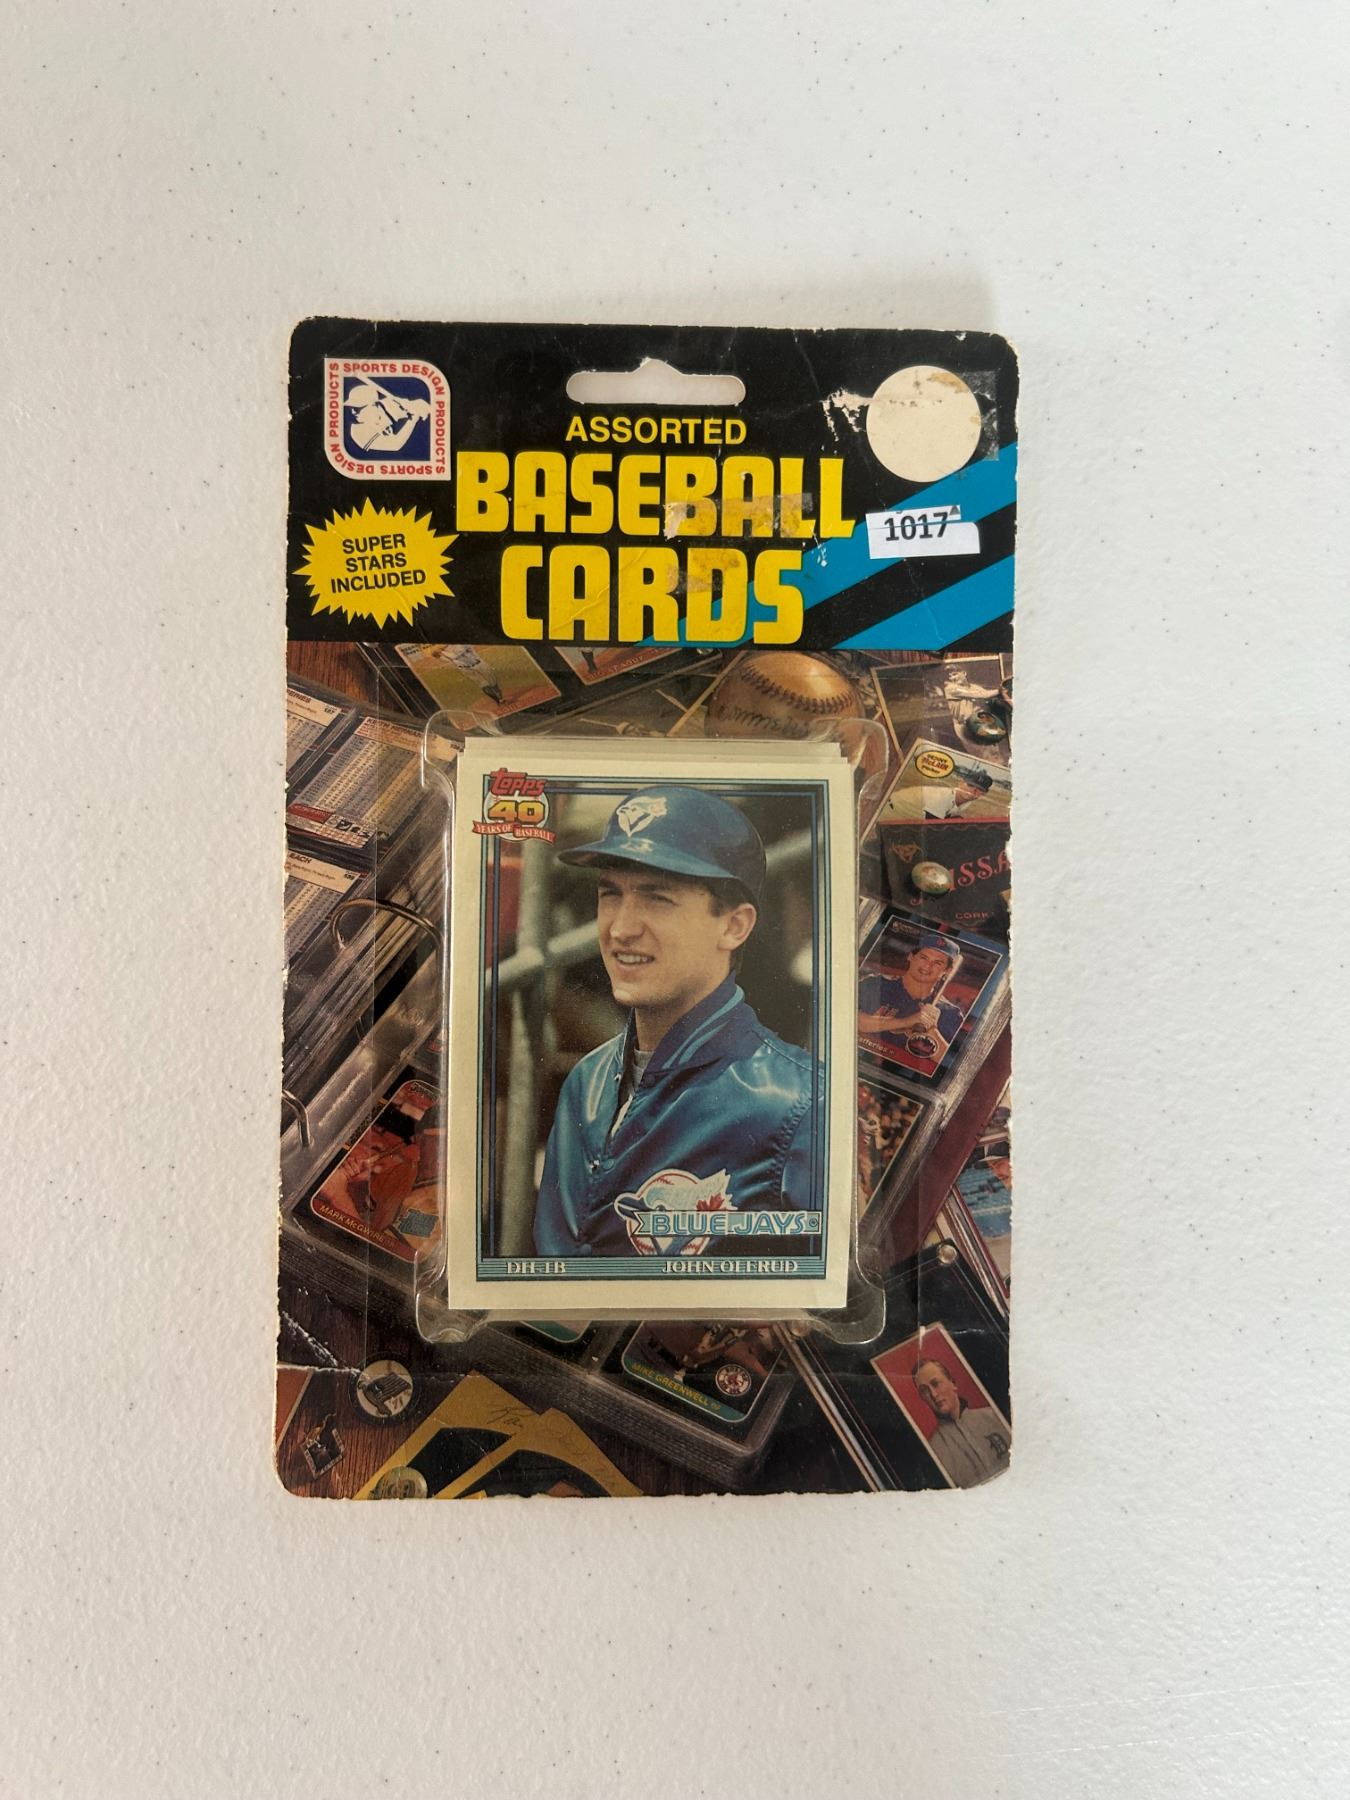 SPORTS DESIGN PRODUCTS
SPORTS DESIGN PRODUCTS
ASSORTED
BASEBALL
CARDS
1017
SUPER
STARS
INCLUDED
Topps
40
YEARS OF BASEBALL
BLUE JAYS
DH-1B JOHN OLERUD
MARK McGWIRE
MIKE GREENWELL OF